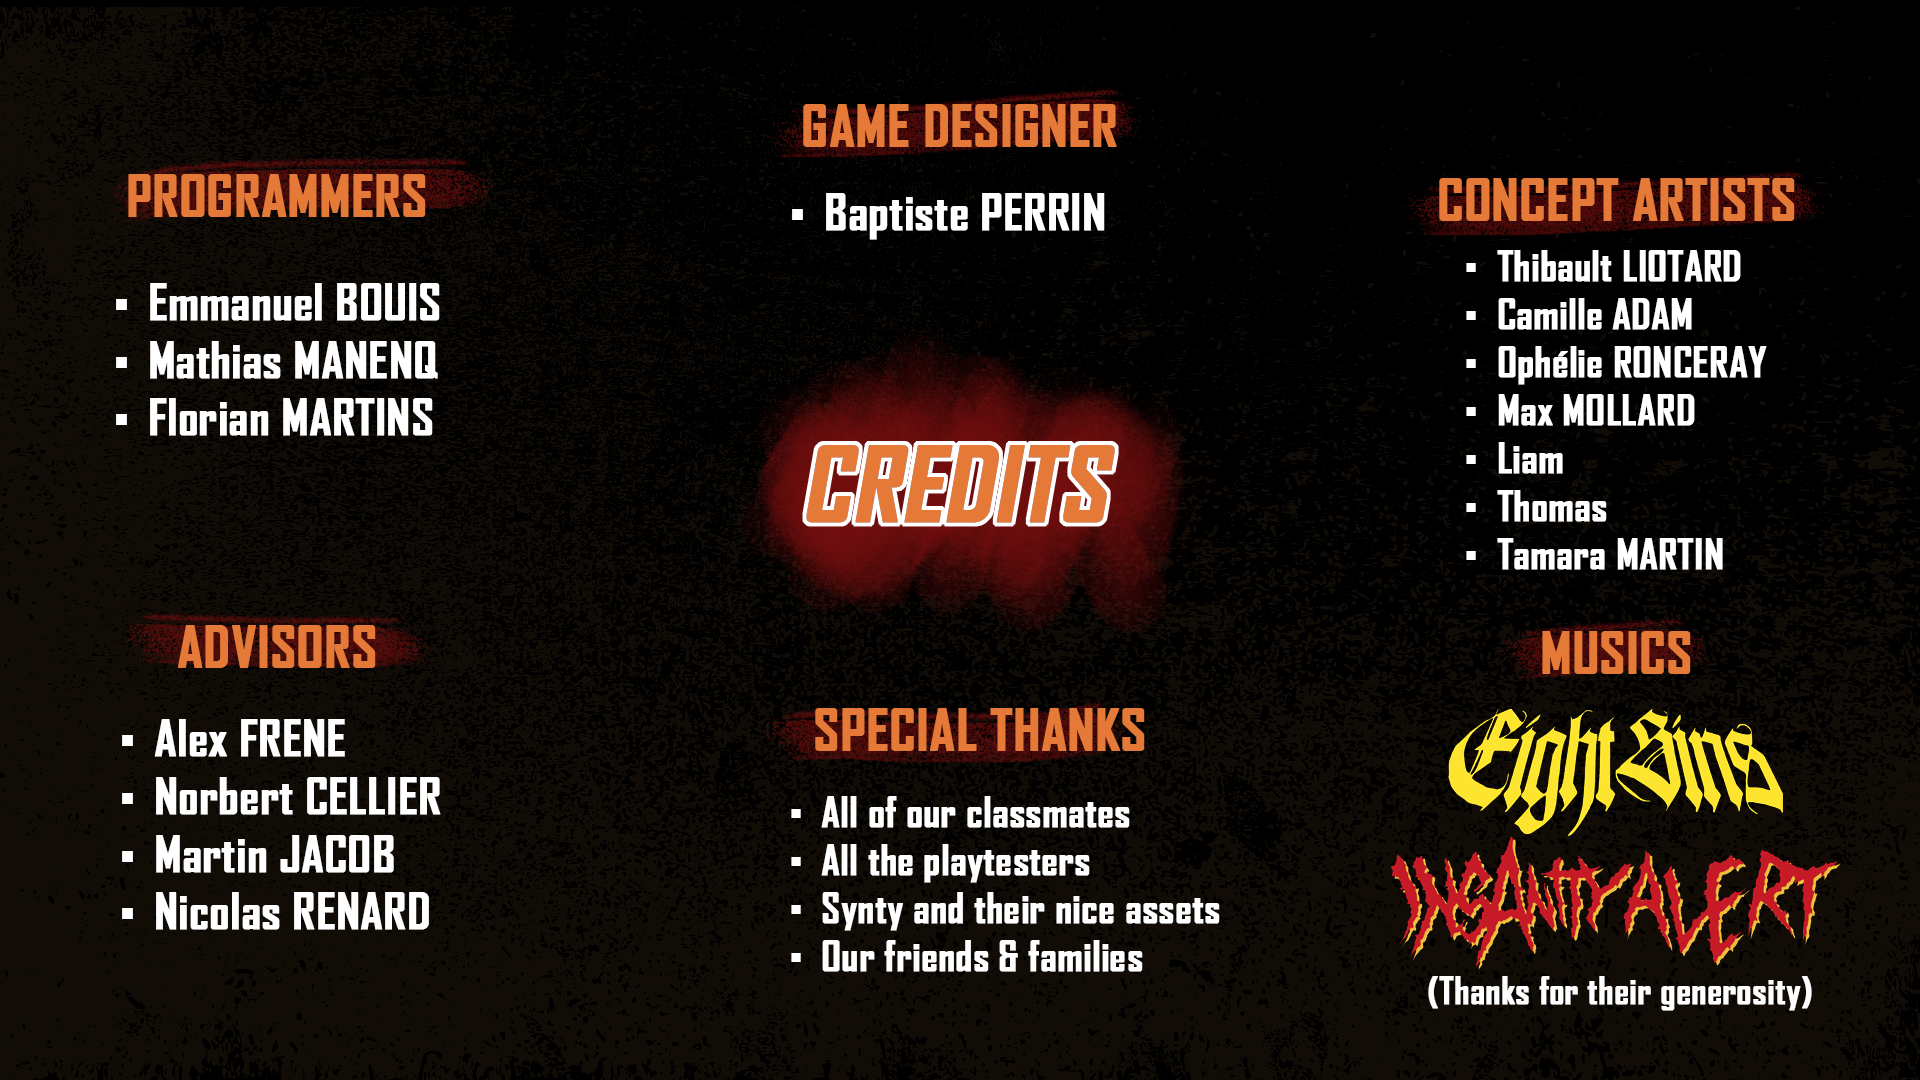 PROGRAMMERS
▪ Emmanuel BOUIS
▪ Mathias MANENQ
▪ Florian MARTINS
ADVISORS
▪ Alex FRENE
▪ Norbert CELLIER
▪ Martin JACOB
▪ Nicolas RENARD
GAME DESIGNER
▪ Baptiste PERRIN
CREDITS
SPECIAL THANKS
▪ All of our classmates
▪ All the playtesters
▪ Synty and their nice assets
▪ Our friends & families
CONCEPT ARTISTS
▪ Thibault LIOTARD
▪ Camille ADAM
▪ Ophélie RONCERAY
▪ Max MOLLARD
▪ Liam
▪ Thomas
▪ Tamara MARTIN
MUSICS
Eight Sins
INSANITY ALERT
(Thanks for their generosity)